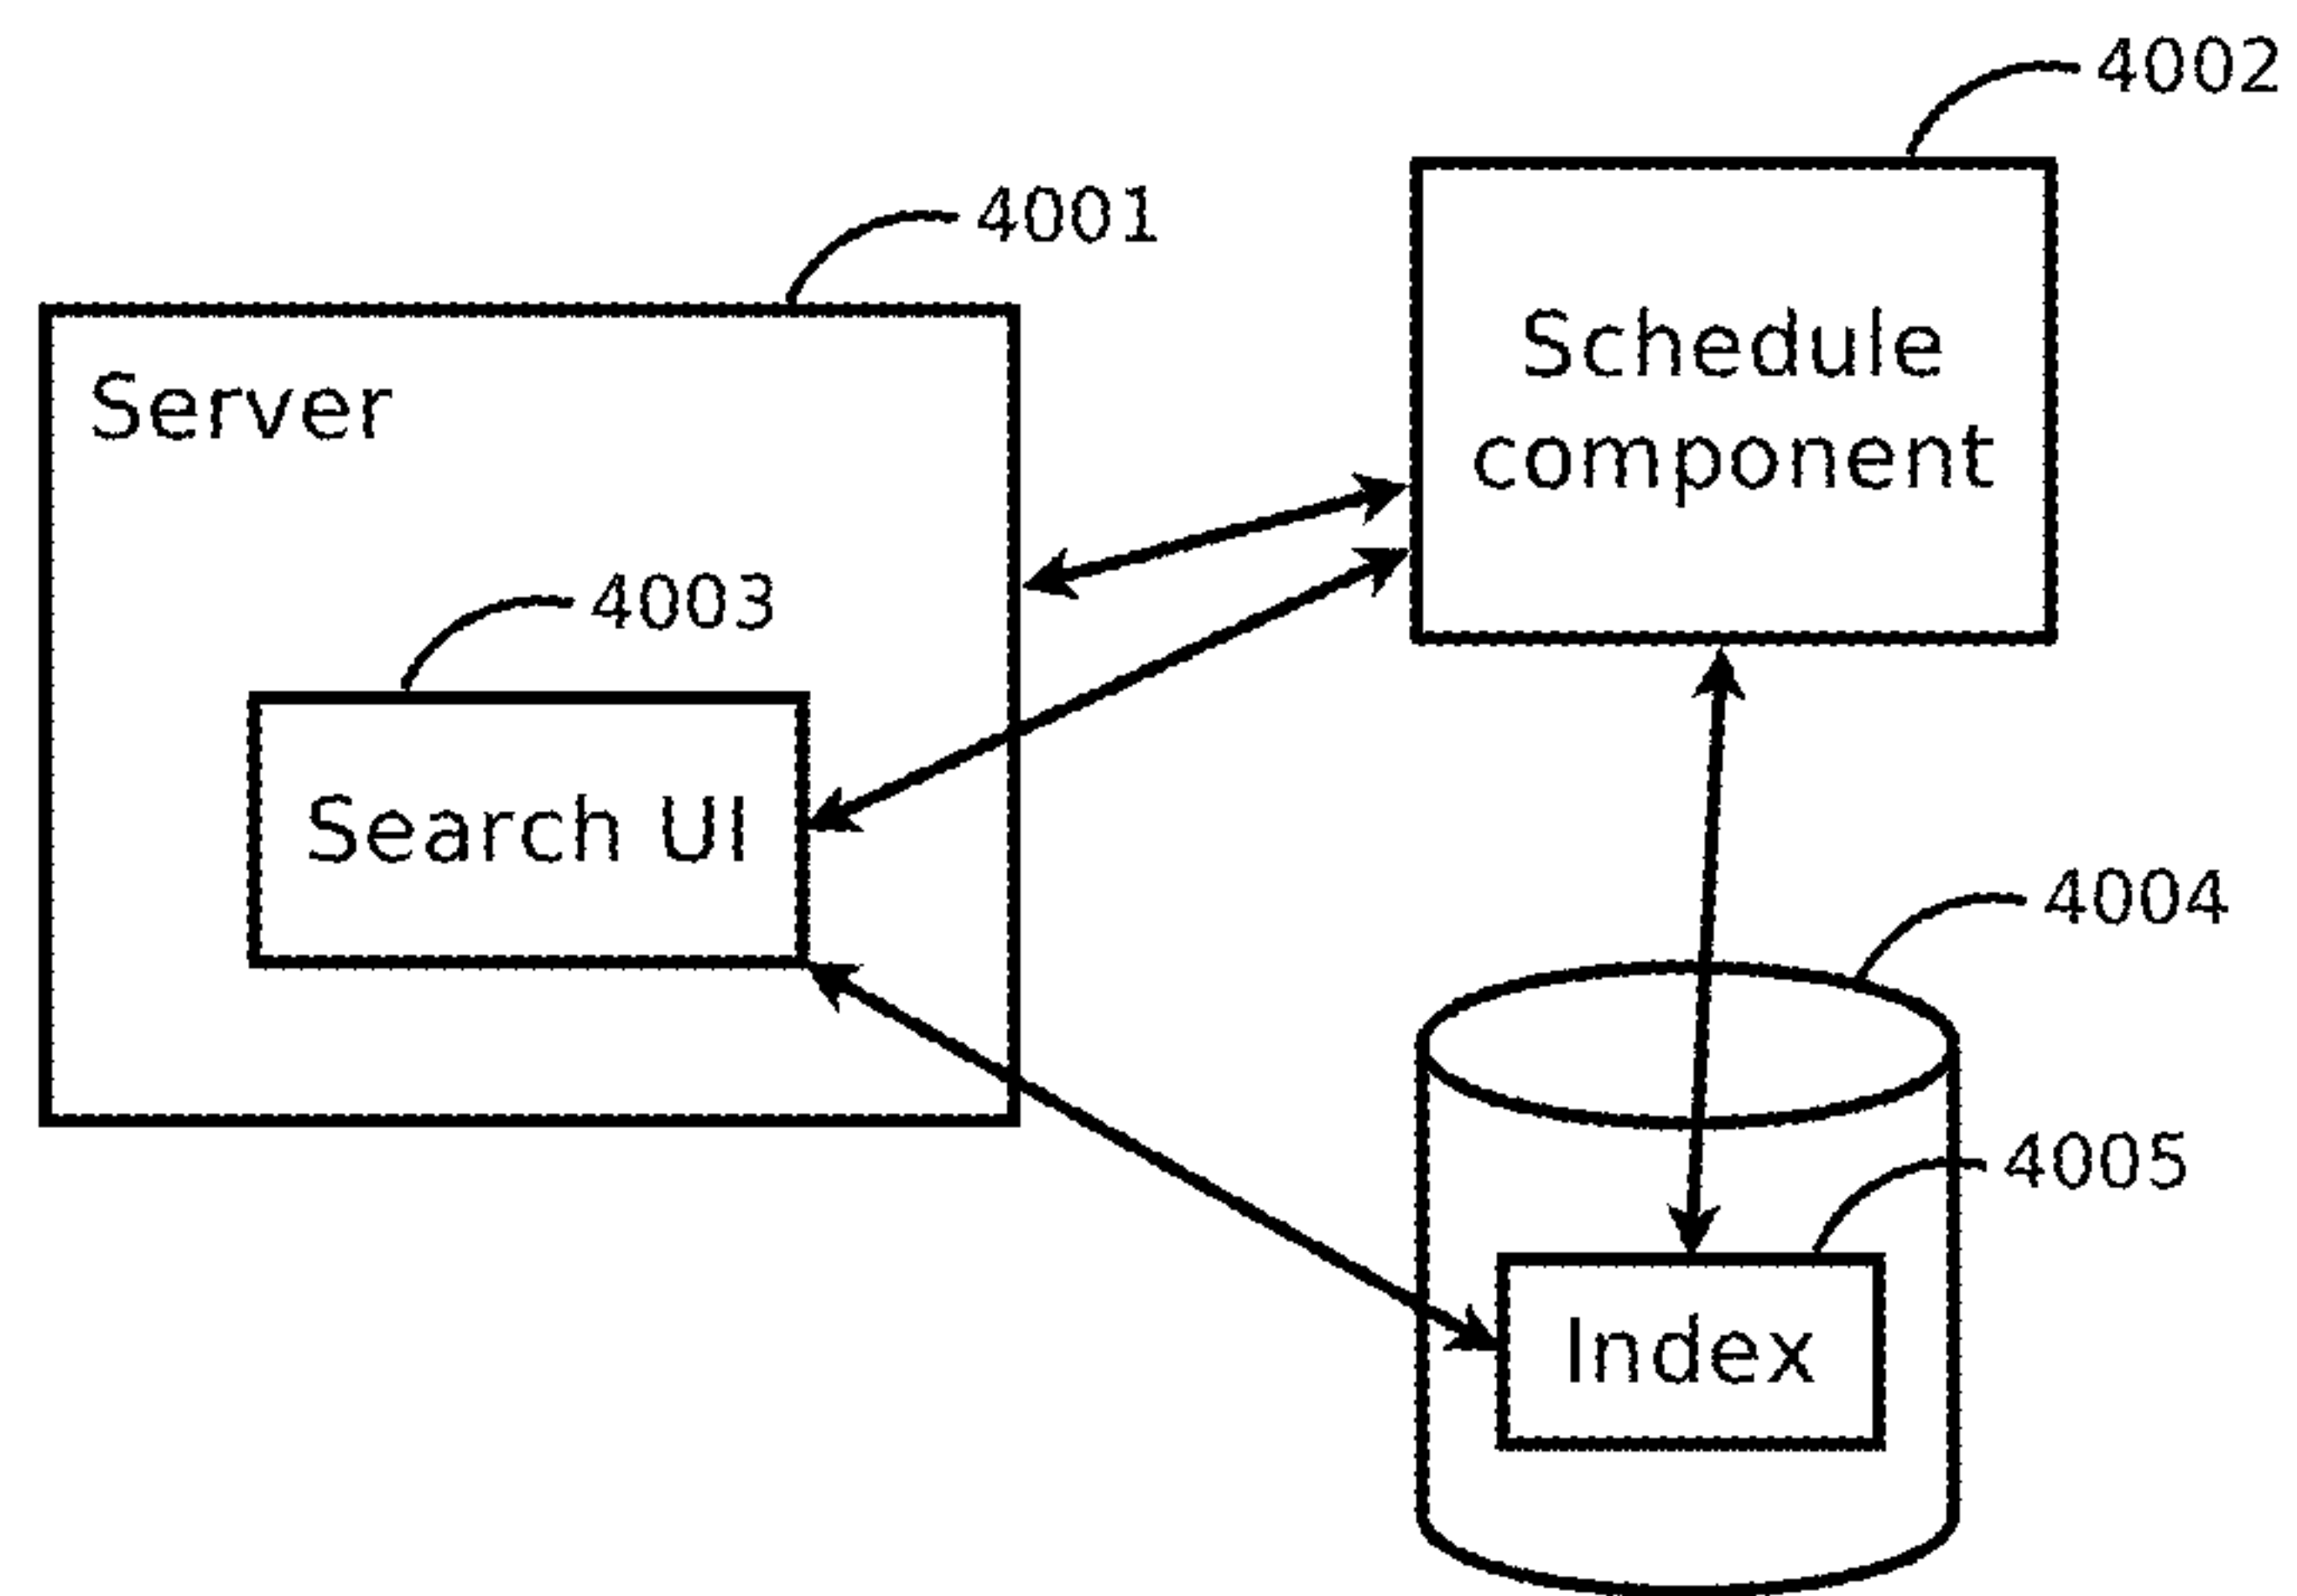 4002
4001
Schedule
component
Server
4003
Search UI
4004
4005
Index